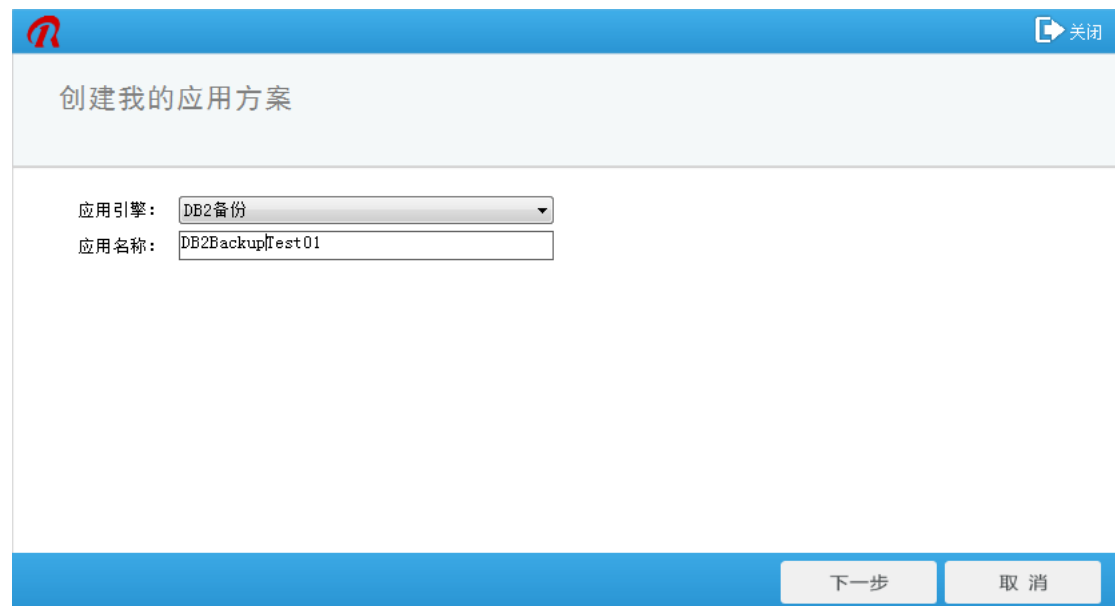 关闭
创建我的应用方案
应用引擎： DB2备份
应用名称： DB2BackupTest01
下一步 取 消